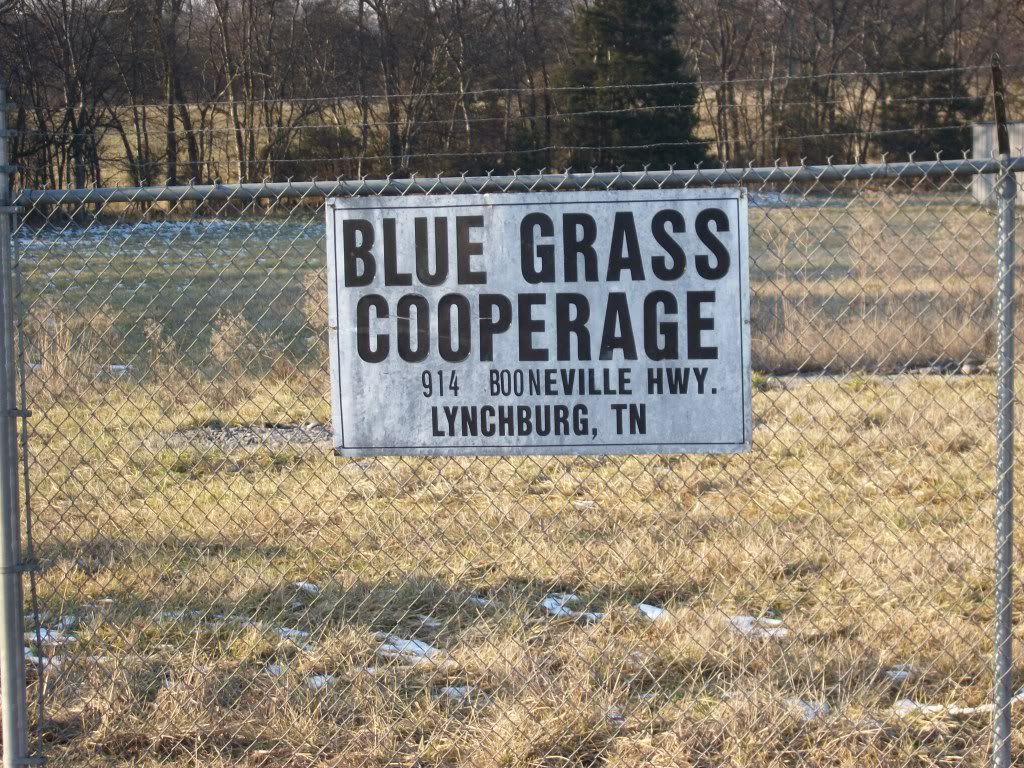 BLUE GRASS
COOPERAGE
914 BOONEVILLE HWY.
LYNCHBURG, TN